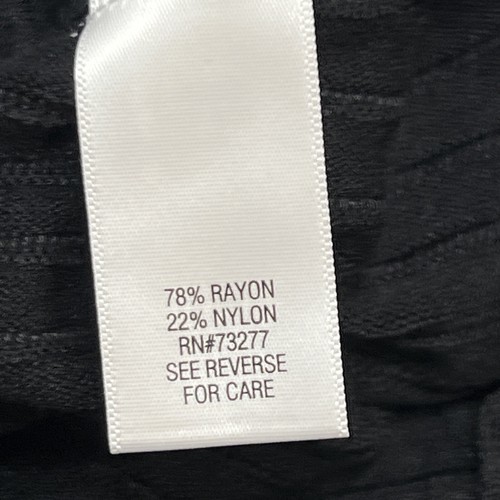 78% RAYON
22% NYLON
RN#73277
SEE REVERSE
FOR CARE